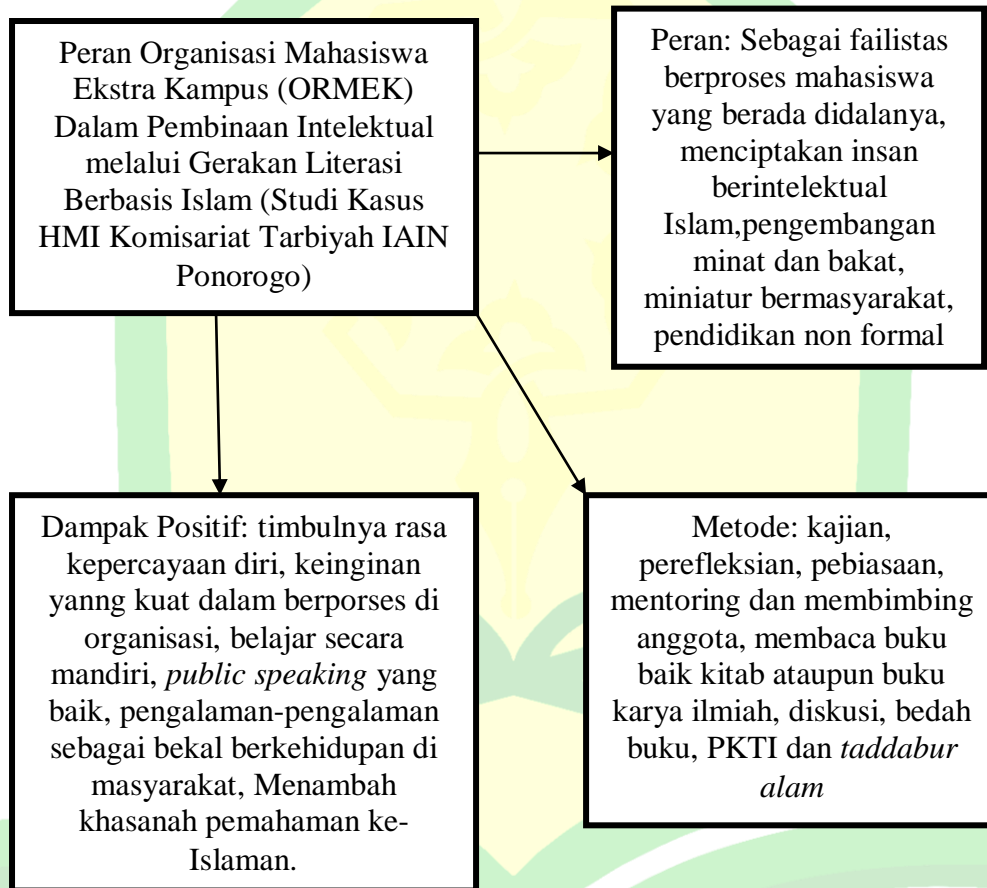 Peran Organisasi Mahasiswa
Ekstra Kampus (ORMEK)
Dalam Pembinaan Intelektual
melalui Gerakan Literasi
Berbasis Islam (Studi Kasus
HMI Komisariat Tarbiyah IAIN
Ponorogo)
Peran: Sebagai failistas
berproses mahasiswa
yang berada didalanya,
menciptakan insan
berintelektual
Islam,pengembangan
minat dan bakat,
miniatur bermasyarakat,
pendidikan non formal
Dampak Positif: timbulnya rasa
kepercayaan diri, keinginan
yanng kuat dalam berporses di
organisasi, belajar secara
mandiri, public speaking yang
baik, pengalaman-pengalaman
sebagai bekal berkehidupan di
masyarakat, Menambah
khasanah pemahaman ke-
Islaman.
Metode: kajian,
perefleksian, pebiasaan,
mentoring dan membimbing
anggota, membaca buku
baik kitab ataupun buku
karya ilmiah, diskusi, bedah
buku, PKTI dan taddabur
alam